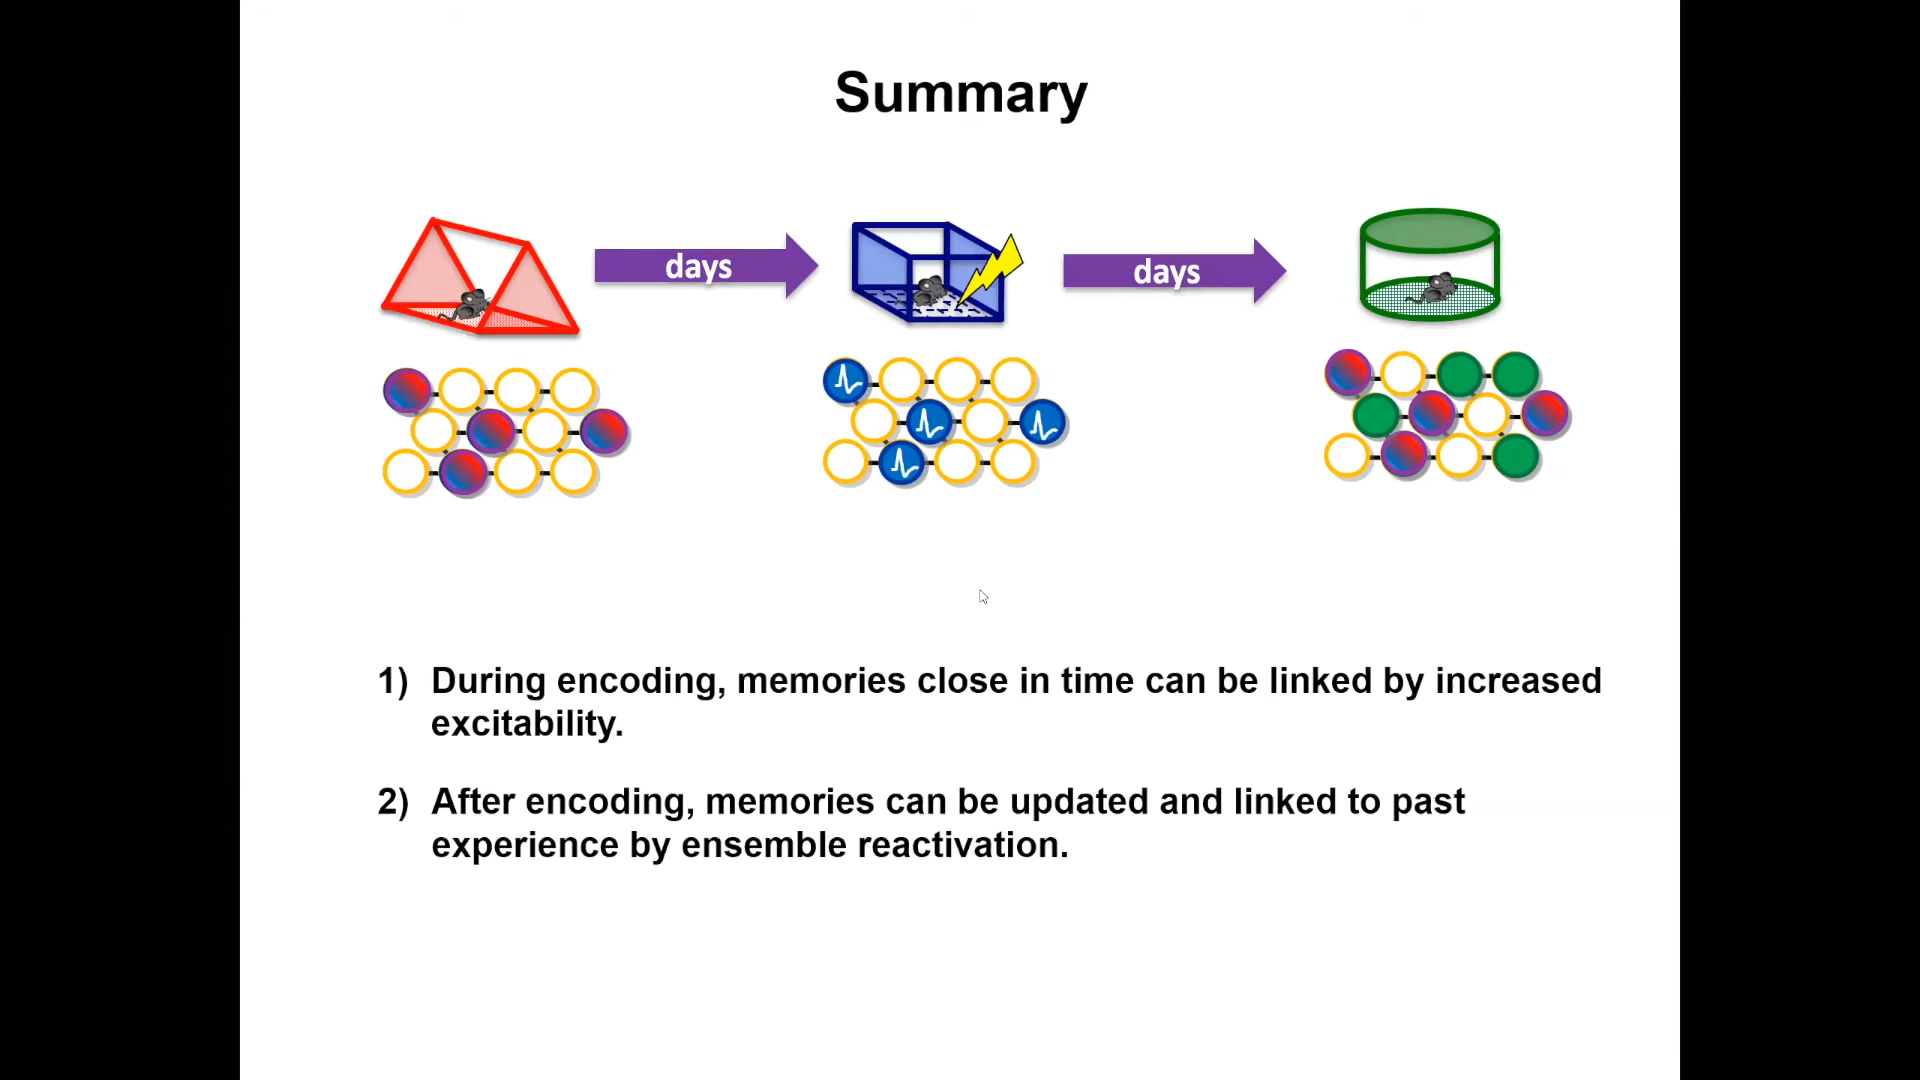 Summary
days
days
1) During encoding, memories close in time can be linked by increased
excitability.
2) After encoding, memories can be updated and linked to past
experience by ensemble reactivation.